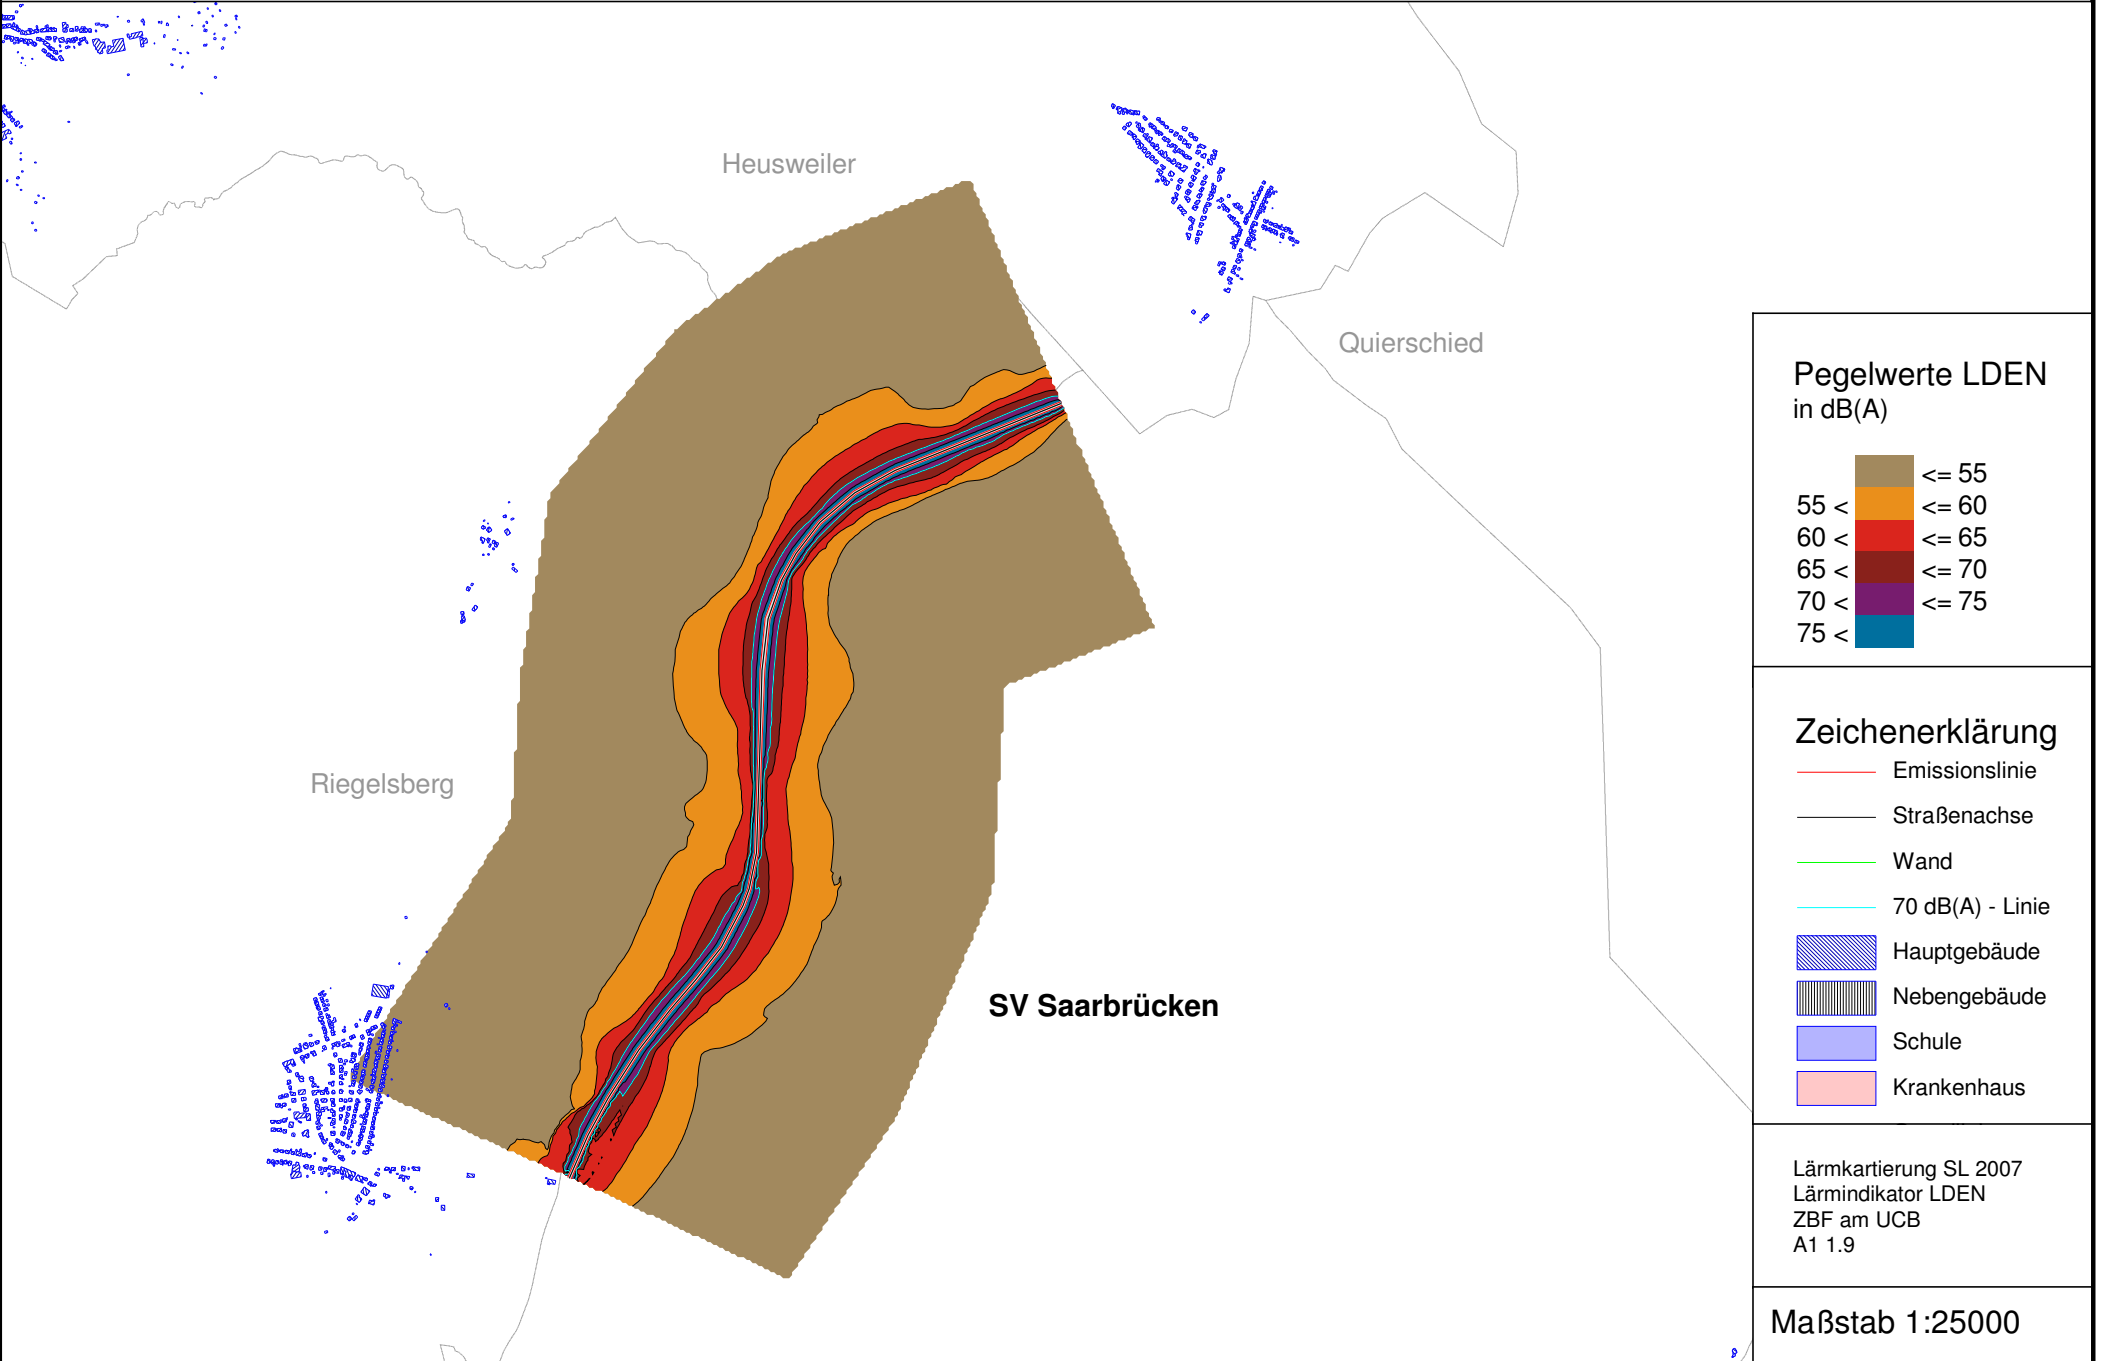 Heusweiler
Quierschied
Riegelsberg
SV Saarbrücken
Pegelwerte LDEN
in dB(A)
<= 55
55 < <= 60
60 < <= 65
65 < <= 70
70 < <= 75
75 <
Zeichenerklärung
Emissionslinie
Straßenachse
Wand
70 dB(A) - Linie
Hauptgebäude
Nebengebäude
Schule
Krankenhaus
Lärmkartierung SL 2007
Lärmindikator LDEN
ZBF am UCB
A1 1.9
Maßstab 1:25000